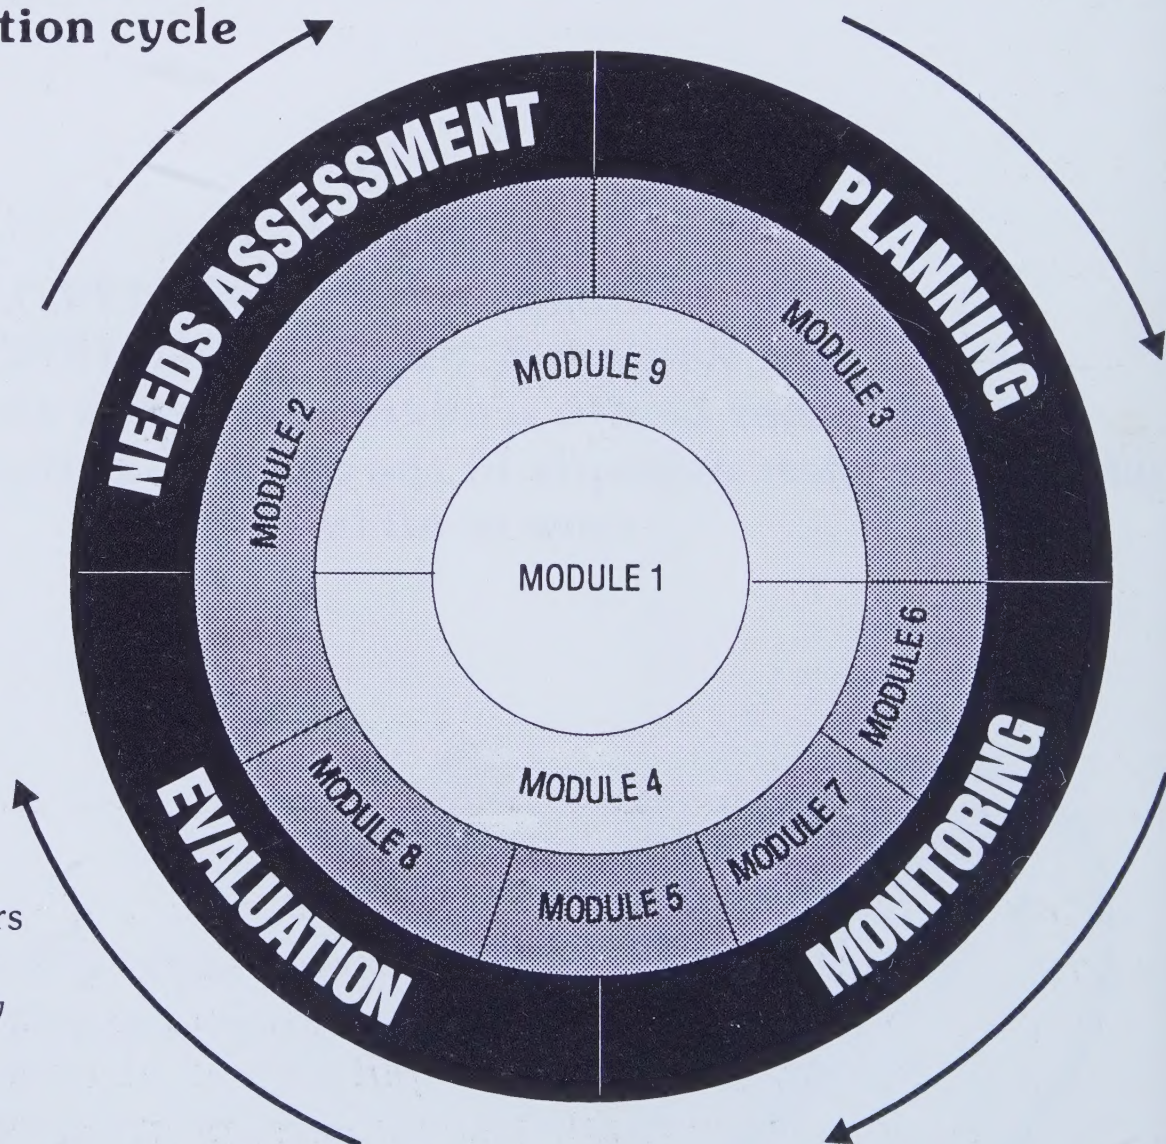 cycle
NEEDS ASSESSMENT
PLANNING
MODULE 9
MODULE 3
MODULE 2
MODULE 1
MODULE 6
MODULE 4
MODULE 7
MODULE 8
MODULE 5
EVALUATION
MONITORING